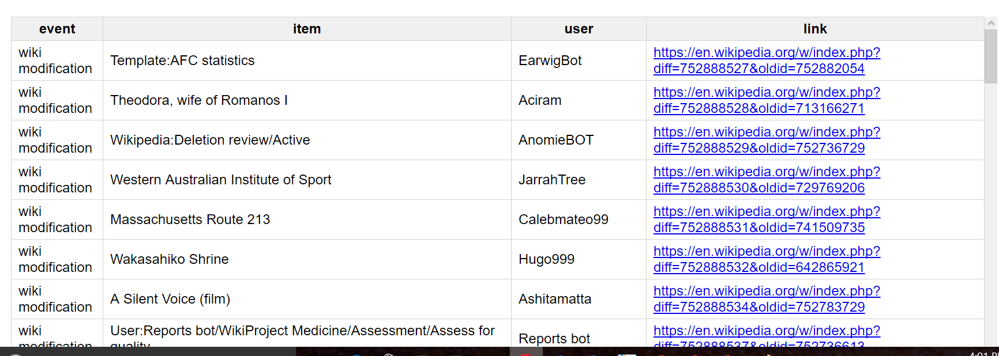 event item user link
wiki
modification
Template:AFC statistics
EarwigBot
https://en.wikipedia.org/w/index.php?
diff=752888527&oldid=752882054
wiki
modification
Theodora, wife of Romanos I
Aciram
https://en.wikipedia.org/w/index.php?
diff=752888528&oldid=713166271
wiki
modification
Wikipedia:Deletion review/Active
AnomieBOT
https://en.wikipedia.org/w/index.php?
diff=752888529&oldid=752736729
wiki
modification
Western Australian Institute of Sport
JarrahTree
https://en.wikipedia.org/w/index.php?
diff=752888530&oldid=729769206
wiki
modification
Massachusetts Route 213
Calebmateo99
https://en.wikipedia.org/w/index.php?
diff=752888531&oldid=741509735
wiki
modification
Wakasahiko Shrine
Hugo999
https://en.wikipedia.org/w/index.php?
diff=752888532&oldid=642865921
wiki
modification
A Silent Voice (film)
Ashitamatta
https://en.wikipedia.org/w/index.php?
diff=752888534&oldid=752783729
wiki
modification
User:Reports bot/WikiProject Medicine/Assessment/Assess for
quality
Reports bot
https://en.wikipedia.org/w/index.php?
diff=752888537&oldid=752736613